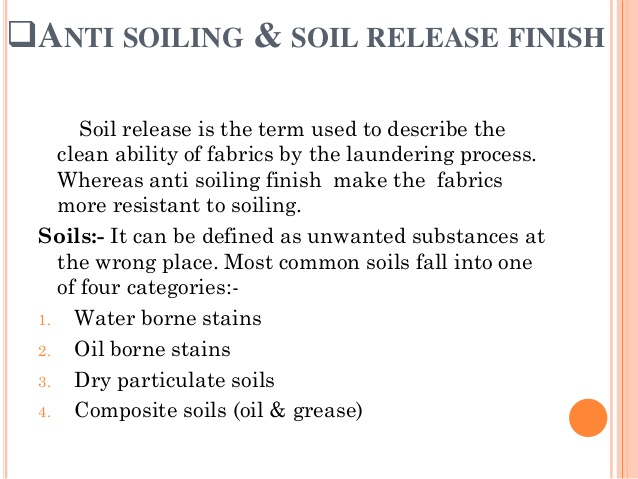 ❑ANTI SOILING & SOIL RELEASE FINISH
Soil release is the term used to describe the
clean ability of fabrics by the laundering process.
Whereas anti soiling finish make the fabrics
more resistant to soiling.
Soils:- It can be defined as unwanted substances at
the wrong place. Most common soils fall into one
of four categories:-
1. Water borne stains
2. Oil borne stains
3. Dry particulate soils
4. Composite soils (oil & grease)